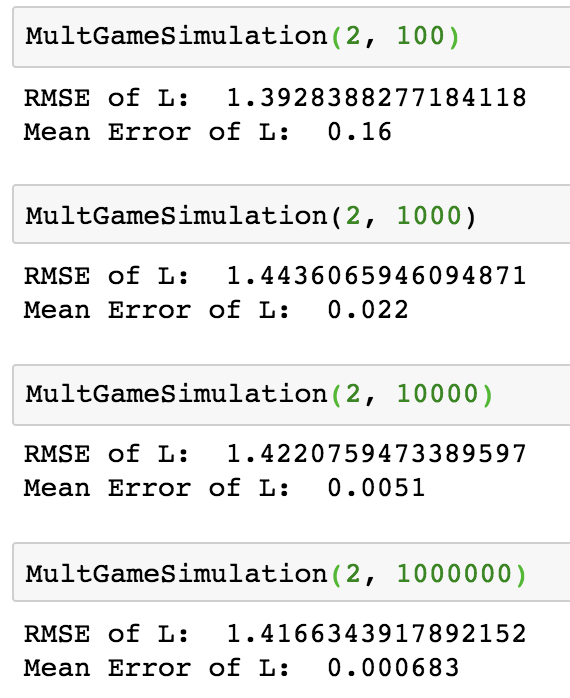 MultGameSimulation(2, 100)
RMSE of L:  1.3928388277184118
Mean Error of L:  0.16
MultGameSimulation(2, 1000)
RMSE of L:  1.4436065946094871
Mean Error of L:  0.022
MultGameSimulation(2, 10000)
RMSE of L:  1.4220759473389597
Mean Error of L:  0.0051
MultGameSimulation(2, 1000000)
RMSE of L:  1.4166343917892152
Mean Error of L:  0.000683